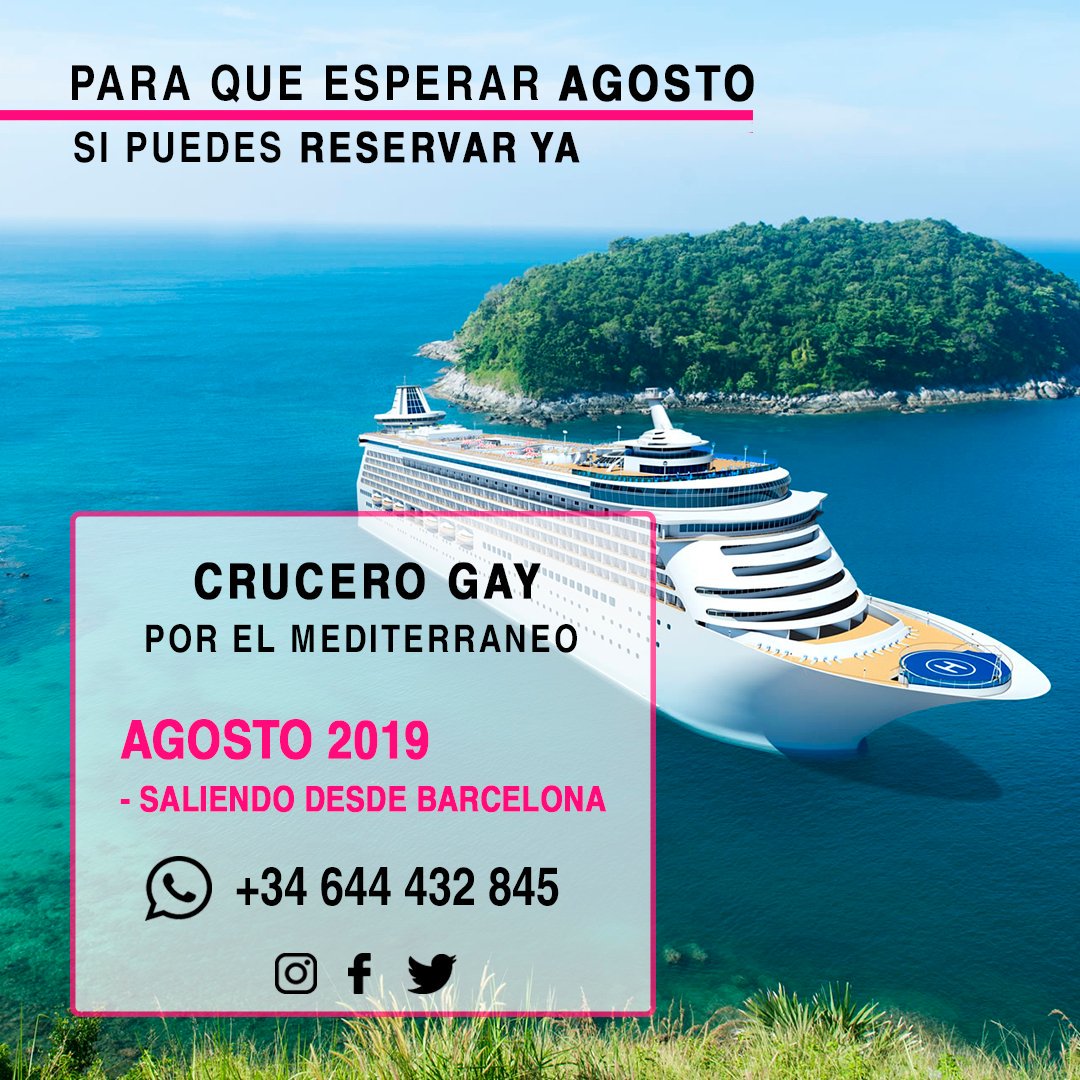 PARA QUE ESPERAR AGOSTO
SI PUEDES RESERVAR YA
CRUCERO GAY
POR EL MEDITERRANEO
AGOSTO 2019
- SALIENDO DESDE BARCELONA
+34 644 432 845
H